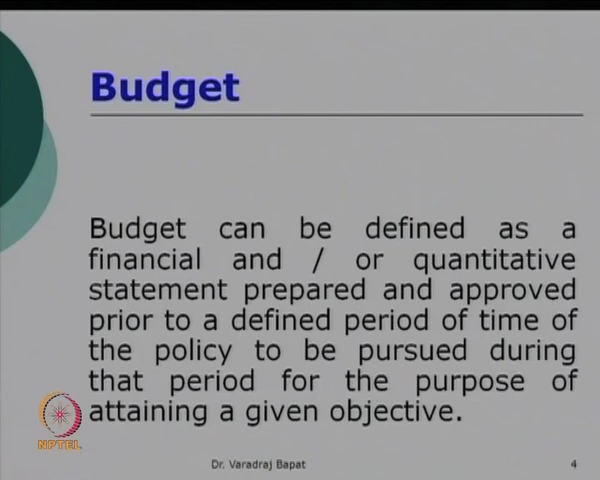 Budget
Budget can be defined as a
financial and / or quantitative
statement prepared and approved
prior to a defined period of time of
the policy to be pursued during
that period for the purpose of
attaining a given objective.
NPTEL
Dr. Varadraj Bapat
4